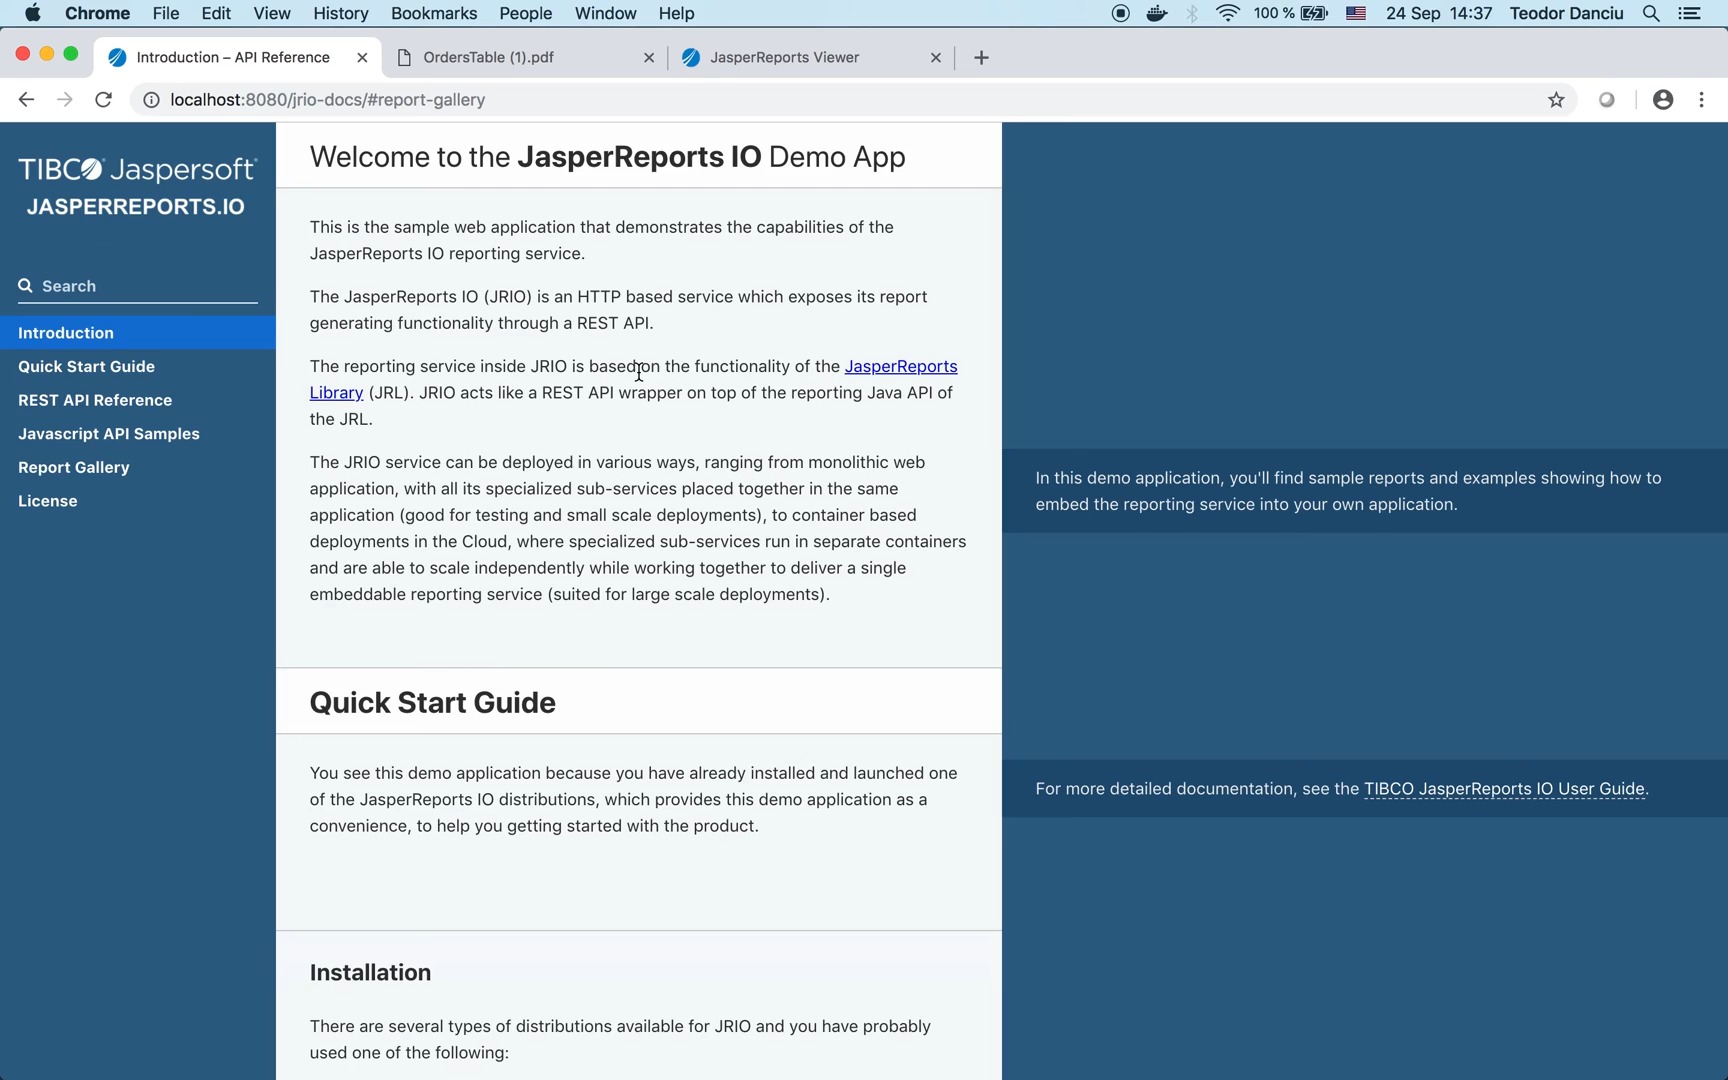 Chrome File Edit View History Bookmarks People Window Help 100 % 24 Sep 14:37 Teodor Danciu
Introduction – API Reference OrdersTable (1).pdf JasperReports Viewer
localhost:8080/jrio-docs/#report-gallery
TIBCO Jaspersoft
JASPERREPORTS.IO
Search
Introduction
Quick Start Guide
REST API Reference
Javascript API Samples
Report Gallery
License
Welcome to the JasperReports IO Demo App
This is the sample web application that demonstrates the capabilities of the
JasperReports IO reporting service.
The JasperReports IO (JRIO) is an HTTP based service which exposes its report
generating functionality through a REST API.
The reporting service inside JRIO is based on the functionality of the JasperReports
Library (JRL). JRIO acts like a REST API wrapper on top of the reporting Java API of
the JRL.
The JRIO service can be deployed in various ways, ranging from monolithic web
application, with all its specialized sub-services placed together in the same
application (good for testing and small scale deployments), to container based
deployments in the Cloud, where specialized sub-services run in separate containers
and are able to scale independently while working together to deliver a single
embeddable reporting service (suited for large scale deployments).
In this demo application, you'll find sample reports and examples showing how to
embed the reporting service into your own application.
Quick Start Guide
You see this demo application because you have already installed and launched one
of the JasperReports IO distributions, which provides this demo application as a
convenience, to help you getting started with the product.
For more detailed documentation, see the TIBCO JasperReports IO User Guide.
Installation
There are several types of distributions available for JRIO and you have probably
used one of the following: